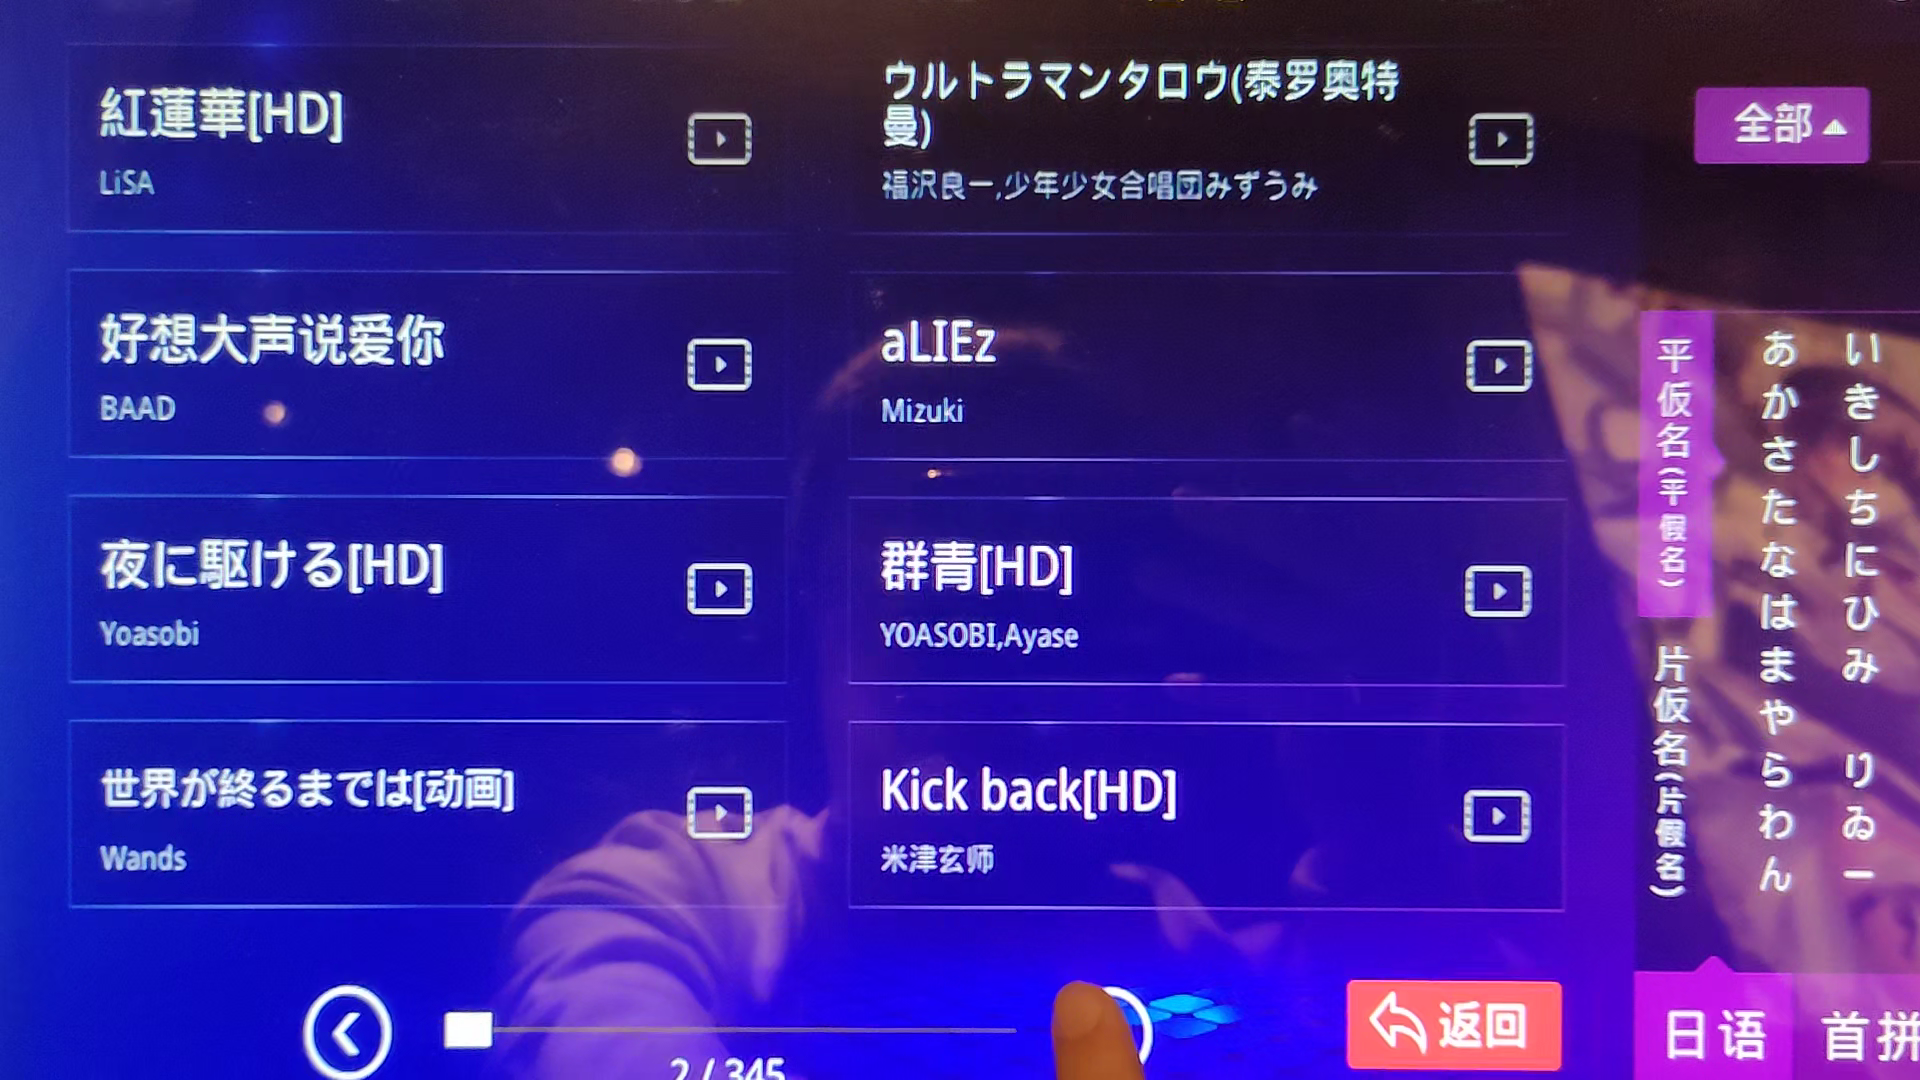 紅蓮華[HD]
LiSA
ウルトラマンタロウ(泰罗奥特
曼)
福沢良一,少年少女合唱団みずうみ
好想大声说爱你
BAAD
aLIEz
Mizuki
夜に駆ける[HD]
Yoasobi
群青[HD]
YOASOBI,Ayase
世界が終るまでは[动画]
Wands
Kick back[HD]
米津玄师
2 / 345
返回
全部
平仮名(平假名)
片仮名(片假名)
あ い
か き
さ し
た ち
な に
は ひ
ま み
や
ら り
わ ゐ
ん ー
日语
首拼